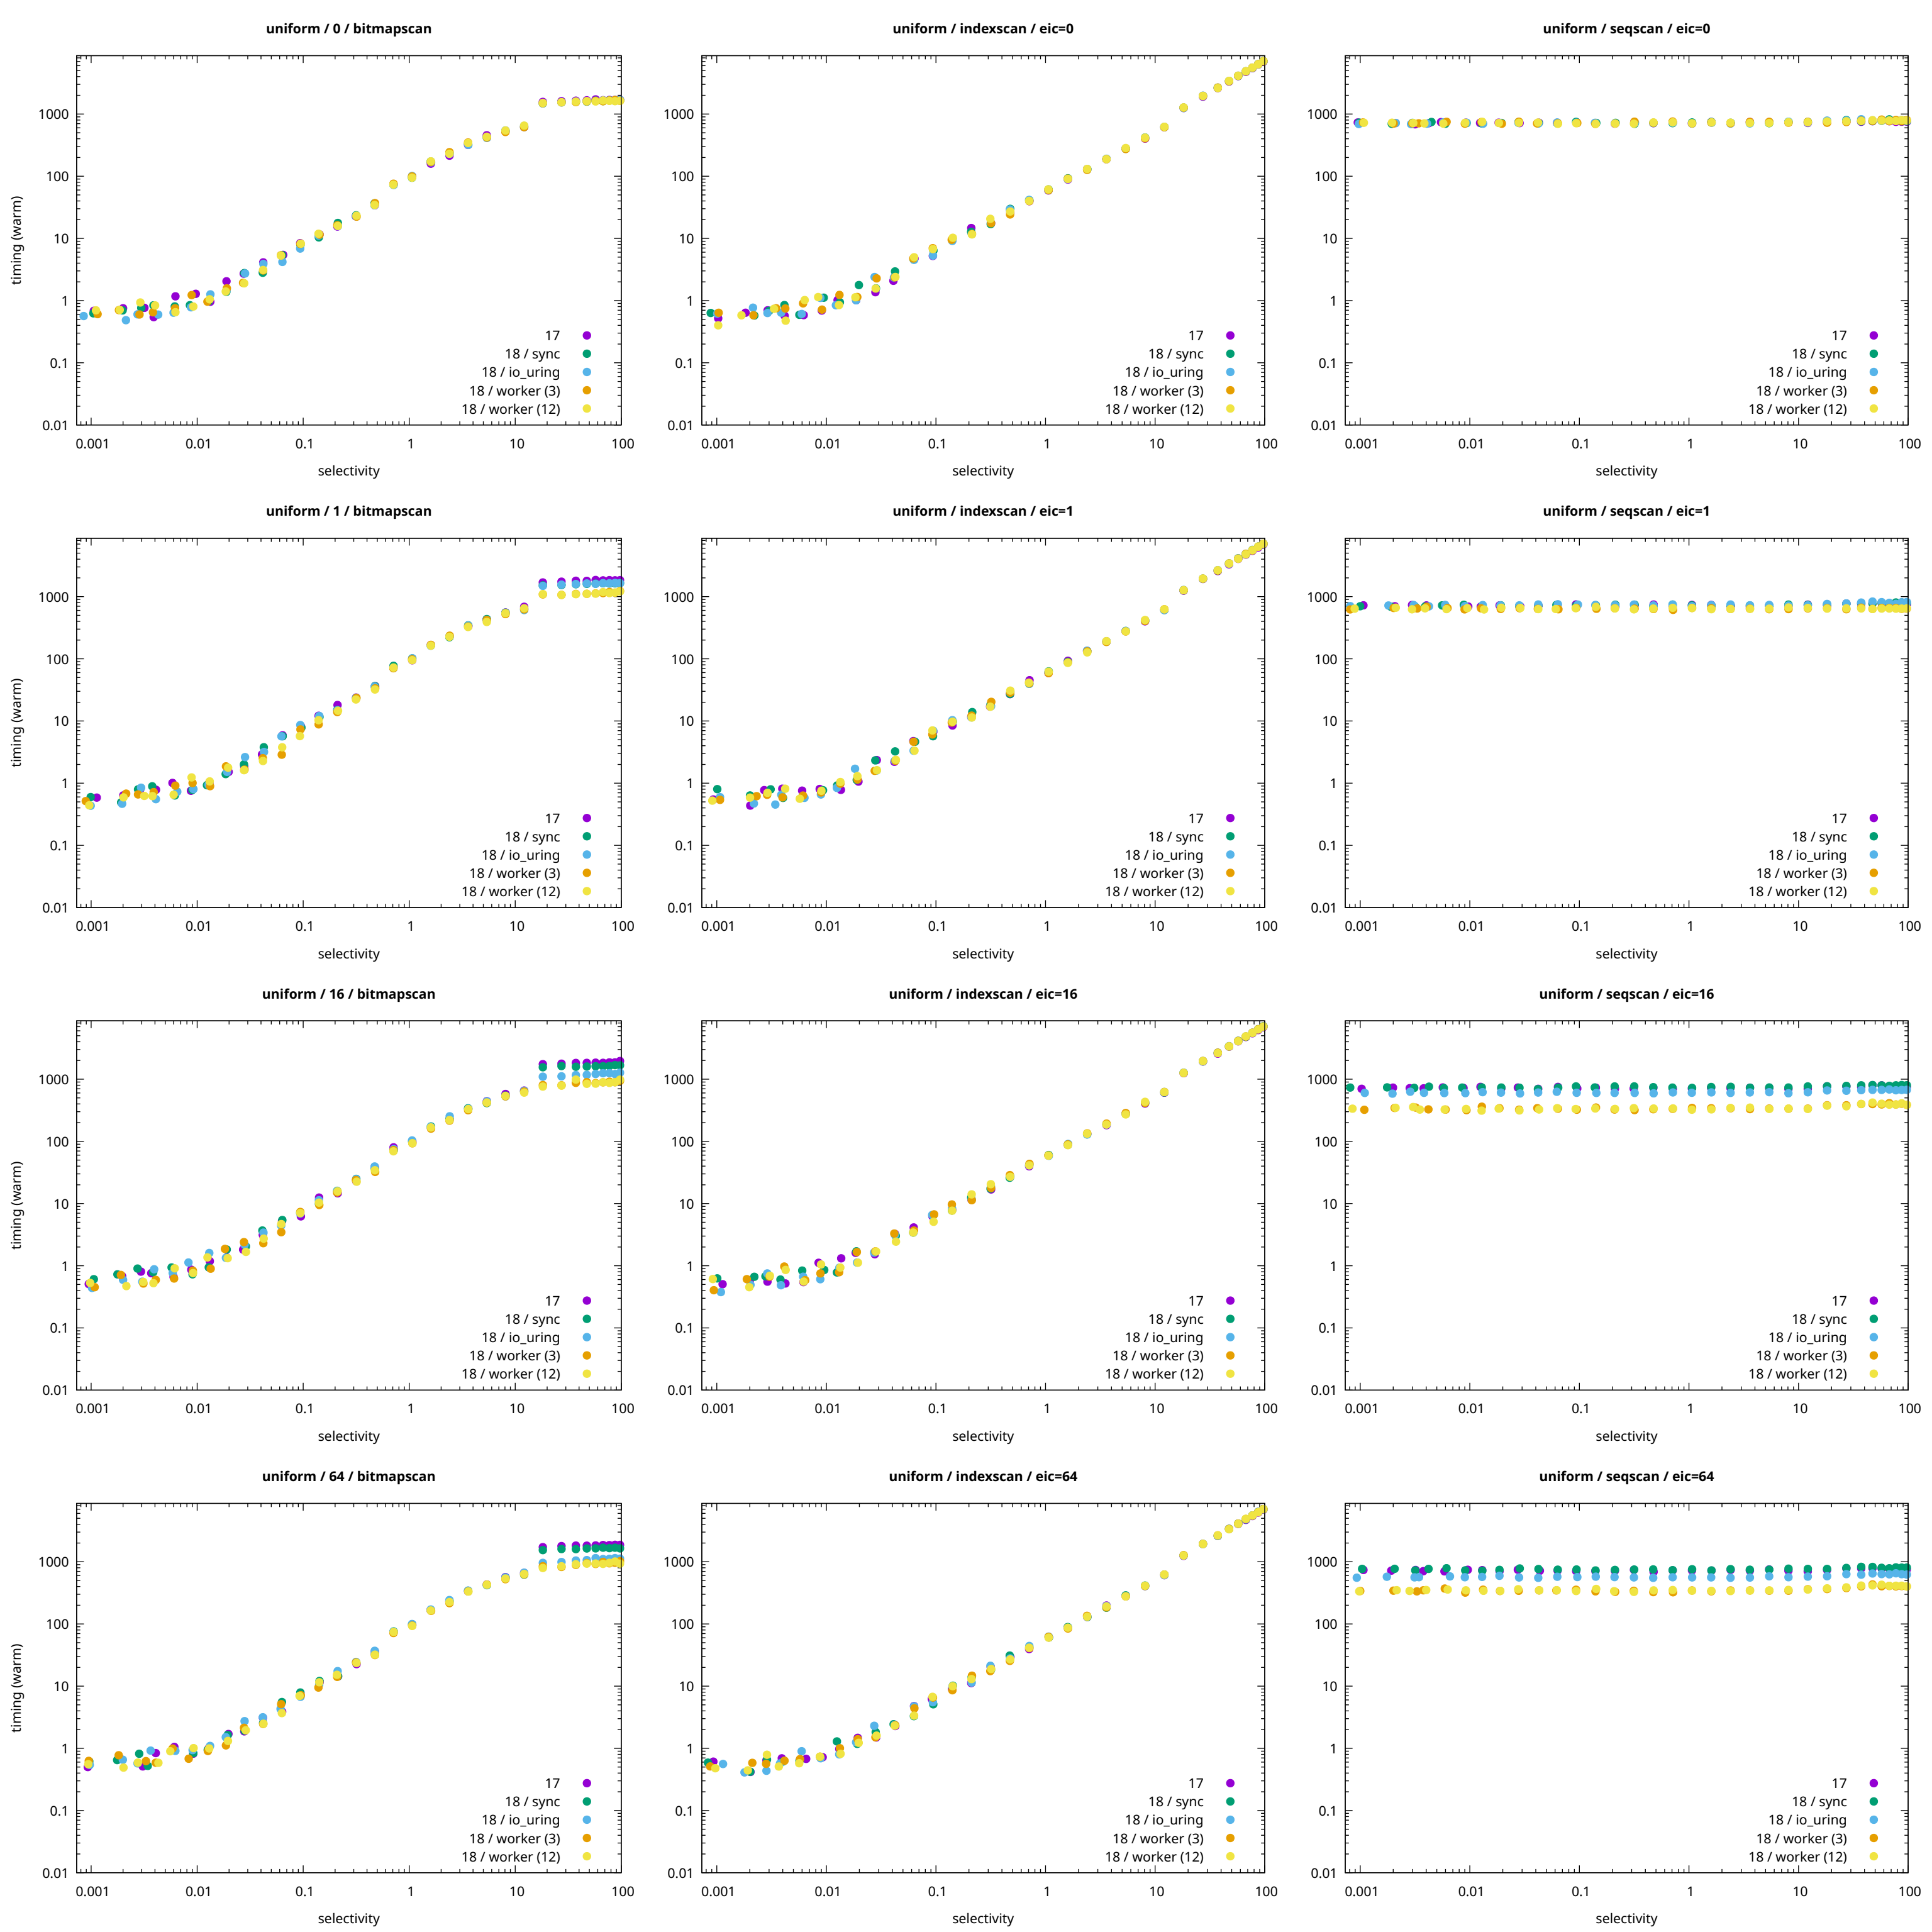 uniform / 0 / bitmapscan
timing (warm)
1000
100
10
1
0.1
0.01
17
18 / sync
18 / io_uring
18 / worker (3)
18 / worker (12)
0.001 0.01 0.1 1 10 100
selectivity
uniform / indexscan / eic=0
1000
100
10
1
0.1
0.01
17
18 / sync
18 / io_uring
18 / worker (3)
18 / worker (12)
0.001 0.01 0.1 1 10 100
selectivity
uniform / seqscan / eic=0
1000
100
10
1
0.1
0.01
17
18 / sync
18 / io_uring
18 / worker (3)
18 / worker (12)
0.001 0.01 0.1 1 10 100
selectivity
uniform / 1 / bitmapscan
timing (warm)
1000
100
10
1
0.1
0.01
17
18 / sync
18 / io_uring
18 / worker (3)
18 / worker (12)
0.001 0.01 0.1 1 10 100
selectivity
uniform / indexscan / eic=1
1000
100
10
1
0.1
0.01
17
18 / sync
18 / io_uring
18 / worker (3)
18 / worker (12)
0.001 0.01 0.1 1 10 100
selectivity
uniform / seqscan / eic=1
1000
100
10
1
0.1
0.01
17
18 / sync
18 / io_uring
18 / worker (3)
18 / worker (12)
0.001 0.01 0.1 1 10 100
selectivity
uniform / 16 / bitmapscan
timing (warm)
1000
100
10
1
0.1
0.01
17
18 / sync
18 / io_uring
18 / worker (3)
18 / worker (12)
0.001 0.01 0.1 1 10 100
selectivity
uniform / indexscan / eic=16
1000
100
10
1
0.1
0.01
17
18 / sync
18 / io_uring
18 / worker (3)
18 / worker (12)
0.001 0.01 0.1 1 10 100
selectivity
uniform / seqscan / eic=16
1000
100
10
1
0.1
0.01
17
18 / sync
18 / io_uring
18 / worker (3)
18 / worker (12)
0.001 0.01 0.1 1 10 100
selectivity
uniform / 64 / bitmapscan
timing (warm)
1000
100
10
1
0.1
0.01
17
18 / sync
18 / io_uring
18 / worker (3)
18 / worker (12)
0.001 0.01 0.1 1 10 100
selectivity
uniform / indexscan / eic=64
1000
100
10
1
0.1
0.01
17
18 / sync
18 / io_uring
18 / worker (3)
18 / worker (12)
0.001 0.01 0.1 1 10 100
selectivity
uniform / seqscan / eic=64
1000
100
10
1
0.1
0.01
17
18 / sync
18 / io_uring
18 / worker (3)
18 / worker (12)
0.001 0.01 0.1 1 10 100
selectivity